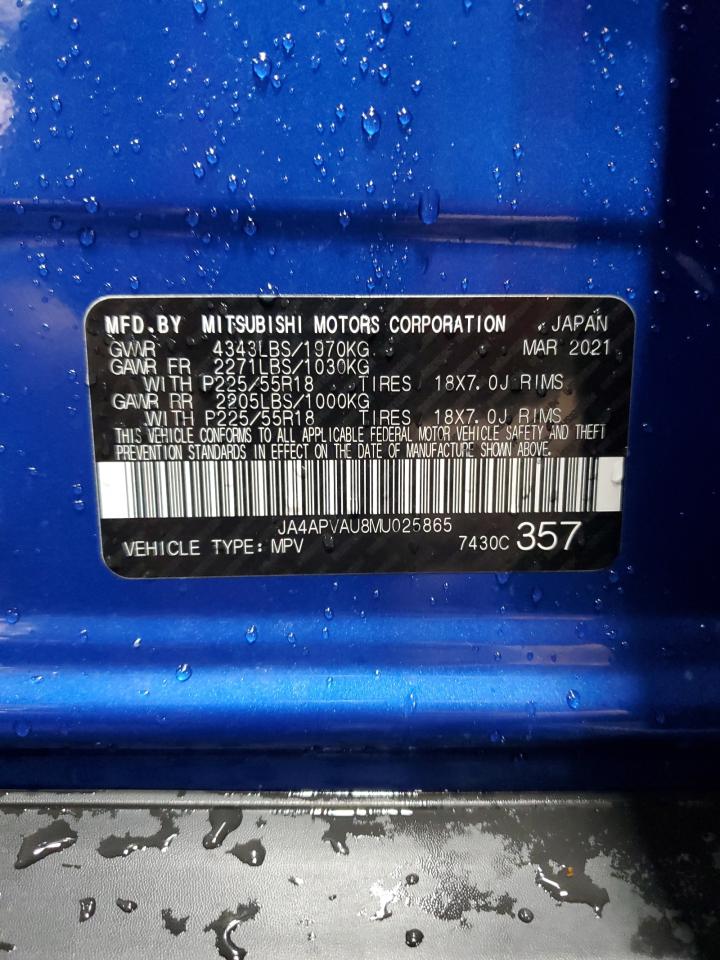 MFD.BY MITSUBISHI MOTORS CORPORATION JAPAN
GVWR 4343LBS/1970KG MAR 2021
GAWR FR 2271LBS/1030KG
WITH P225/55R18 TIRES 18X7.0J RIMS
GAWR RR 2205LBS/1000KG
WITH P225/55R18 TIRES 18X7.0J RIMS
THIS VEHICLE CONFORMS TO ALL APPLICABLE FEDERAL MOTOR VEHICLE SAFETY AND THEFT
PREVENTION STANDARDS IN EFFECT ON THE DATE OF MANUFACTURE SHOWN ABOVE.
JA4APVAU8MU025865
VEHICLE TYPE: MPV 7430C 357